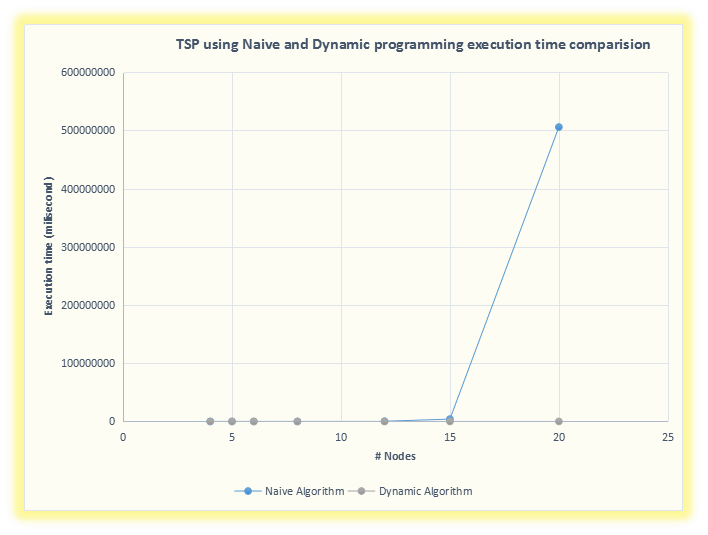 TSP using Naive and Dynamic programming execution time comparision
600000000
500000000
400000000
300000000
200000000
100000000
0
Execution time (milisecond)
0 5 10 15 20 25
# Nodes
Naive Algorithm Dynamic Algorithm